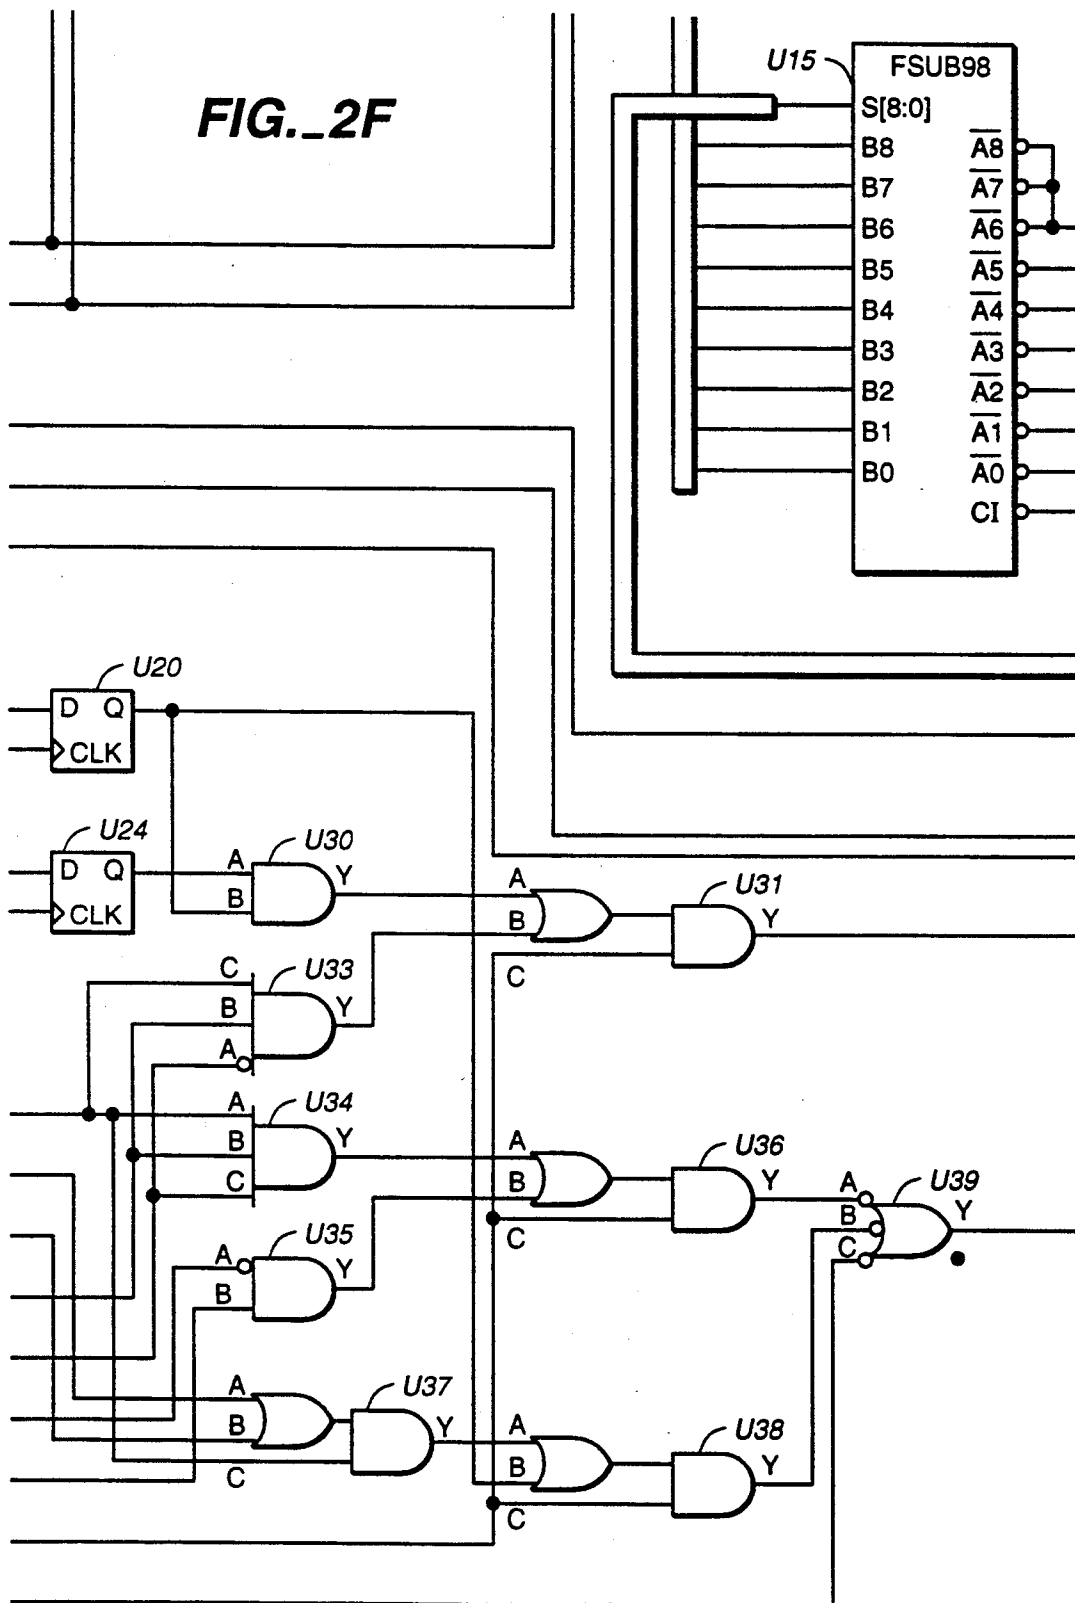 FIG._2F
U15
FSUB98
S[8:0]
B8 A8
B7 A7
B6 A6
B5 A5
B4 A4
B3 A3
B2 A2
B1 A1
B0 A0
CI
U20
D Q
CLK
U24
D Q
CLK
U30
A
B
Y
A
B
C
U31
Y
U33
C
B
A
Y
U34
A
B
C
Y
A
B
C
U36
Y
U39
A
B
C
Y
U35
A
B
Y
U37
A
B
C
Y
A
B
C
U38
Y